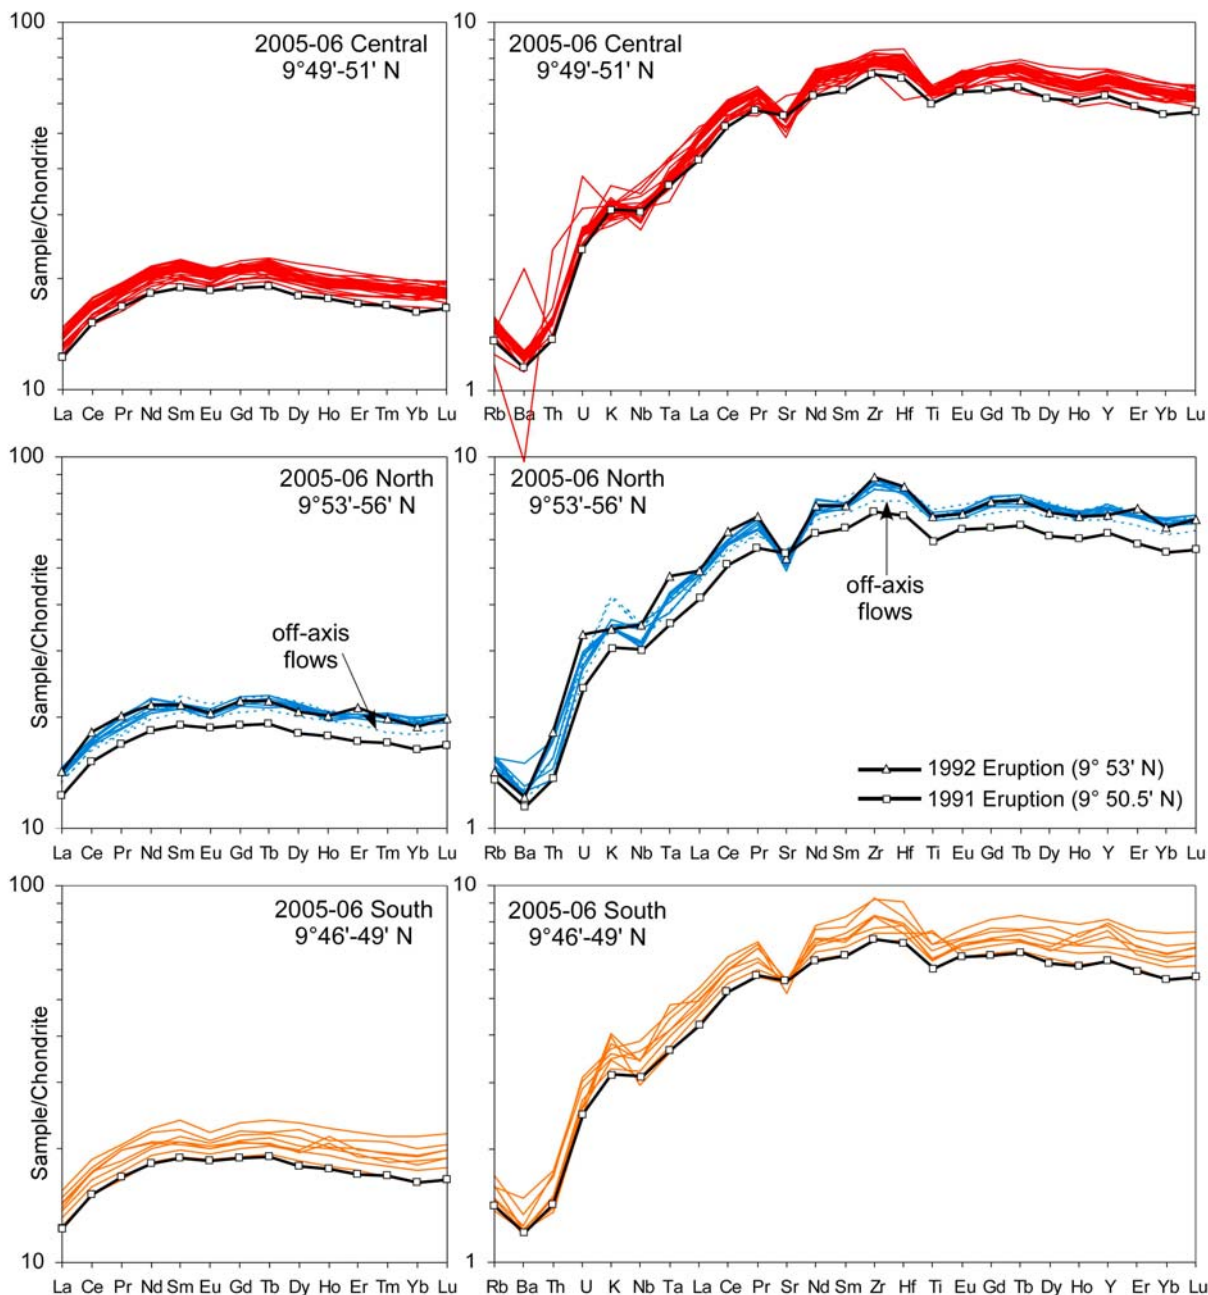 100
2005-06 Central
9°49'-51' N
Sample/Chondrite
10
La Ce Pr Nd Sm Eu Gd Tb Dy Ho Er Tm Yb Lu
10
2005-06 Central
9°49'-51' N
1
Rb Ba Th U K Nb Ta La Ce Pr Sr Nd Sm Zr Hf Ti Eu Gd Tb Dy Ho Y Er Yb Lu
100
2005-06 North
9°53'-56' N
Sample/Chondrite
off-axis
flows
10
La Ce Pr Nd Sm Eu Gd Tb Dy Ho Er Tm Yb Lu
10
2005-06 North
9°53'-56' N
off-axis
flows
1992 Eruption (9° 53' N)
1991 Eruption (9° 50.5' N)
1
Rb Ba Th U K Nb Ta La Ce Pr Sr Nd Sm Zr Hf Ti Eu Gd Tb Dy Ho Y Er Yb Lu
100
2005-06 South
9°46'-49' N
Sample/Chondrite
10
La Ce Pr Nd Sm Eu Gd Tb Dy Ho Er Tm Yb Lu
10
2005-06 South
9°46'-49' N
1
Rb Ba Th U K Nb Ta La Ce Pr Sr Nd Sm Zr Hf Ti Eu Gd Tb Dy Ho Y Er Yb Lu